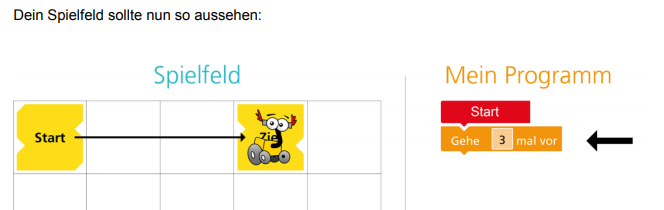 Dein Spielfeld sollte nun so aussehen:
Spielfeld
Start
Ziel
Mein Programm
Start
Gehe 3 mal vor